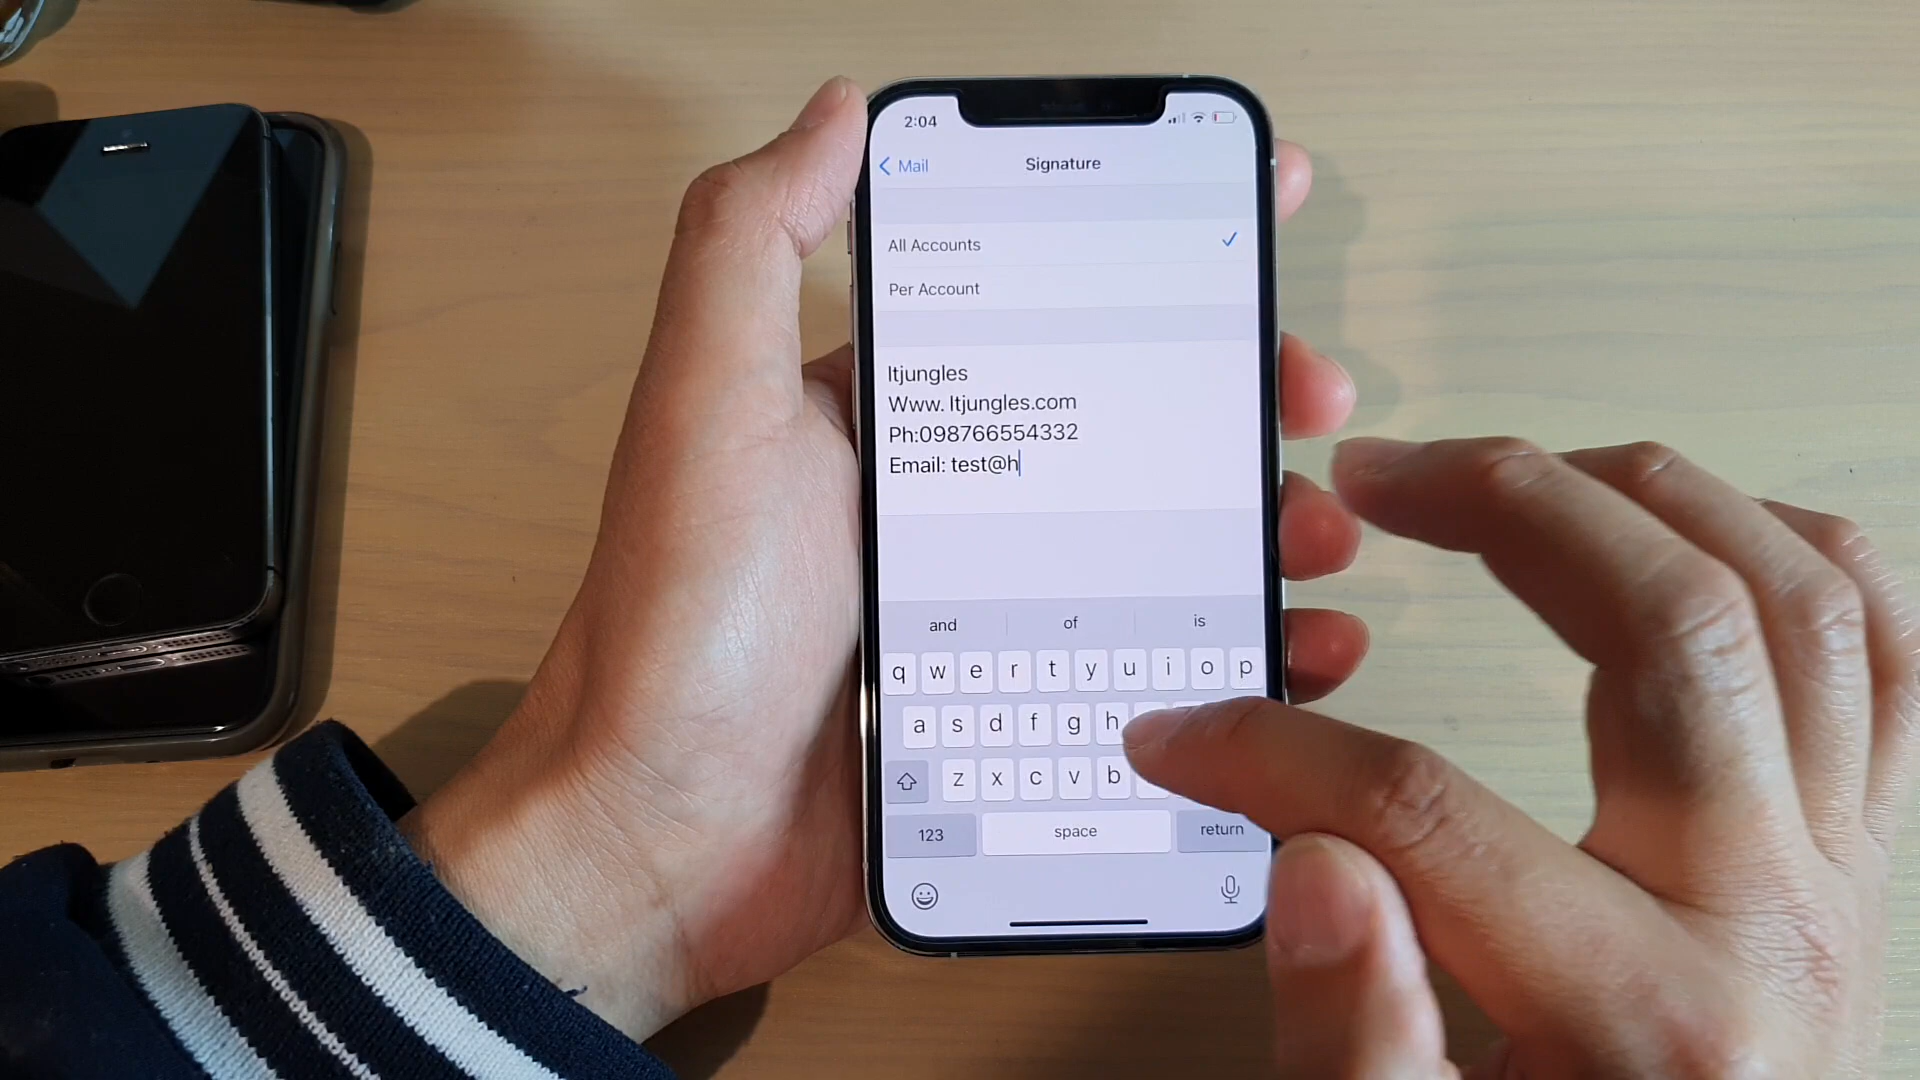 2:04
Mail
Signature
All Accounts
Per Account
Itjungles
Www. Itjungles.com
Ph:098766554332
Email: test@h
and of is
q w e r t y u i o p
a s d f g h
z x c v b
123 space return